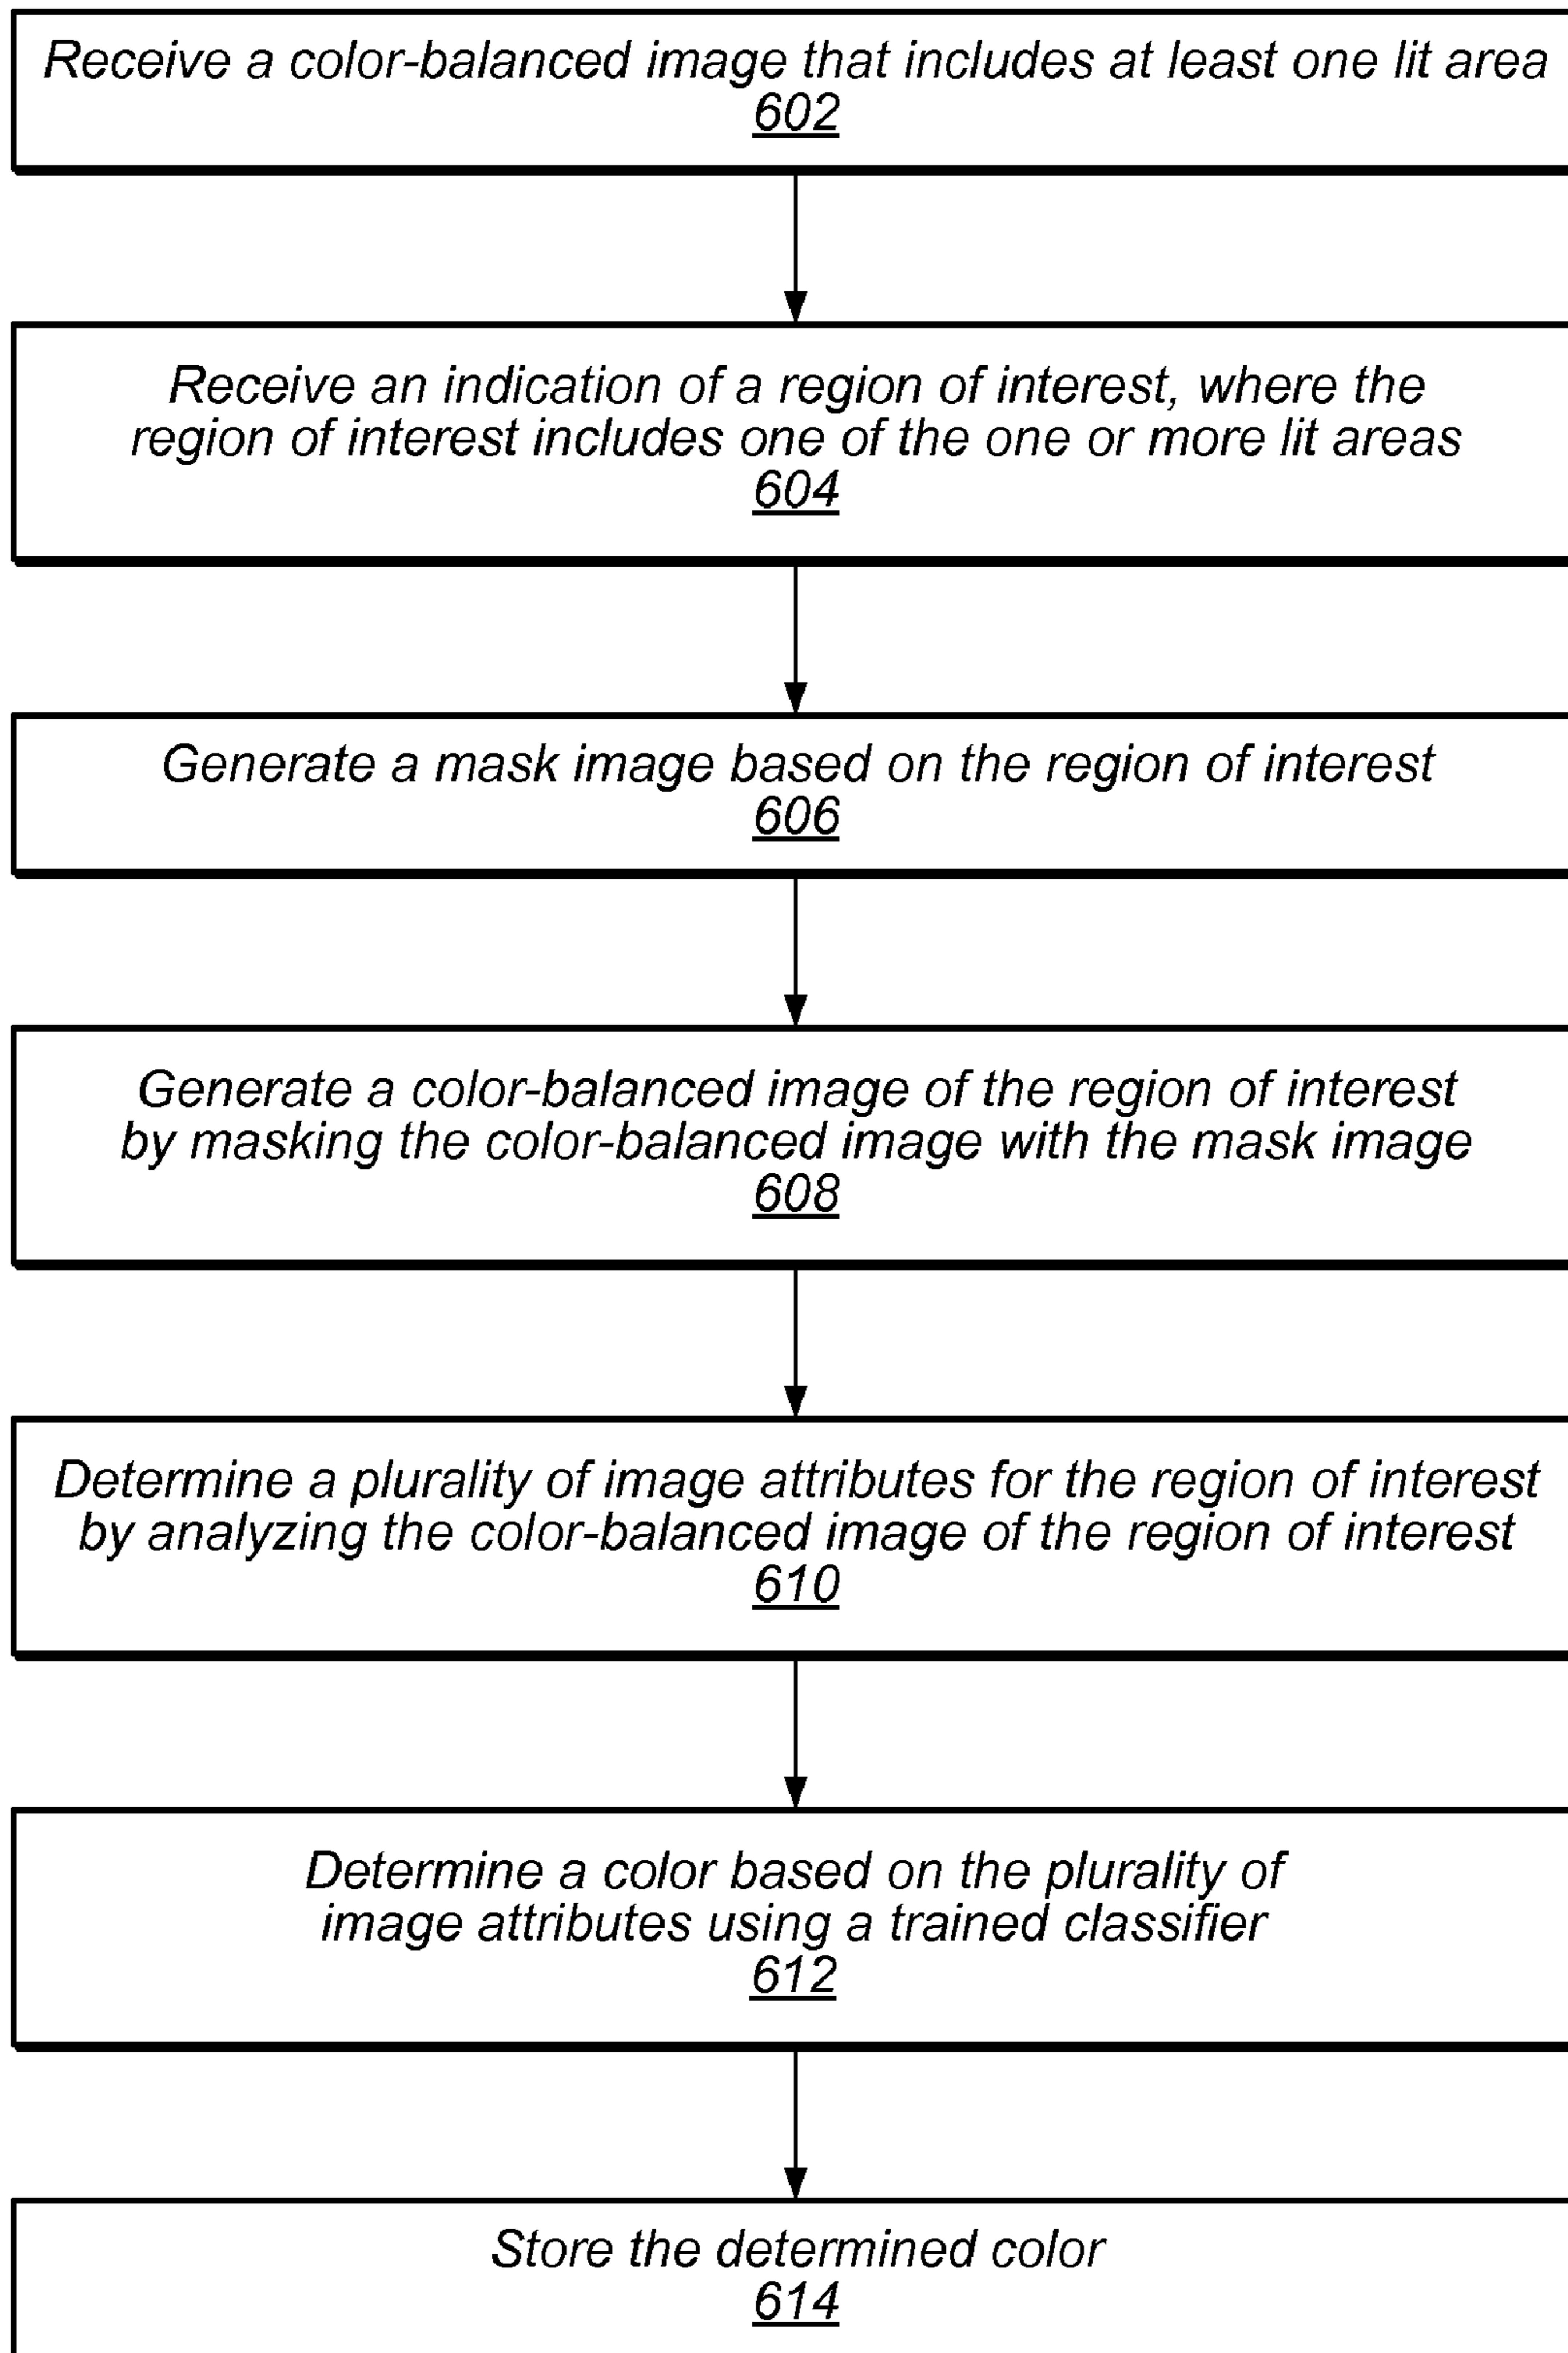 Receive a color-balanced image that includes at least one lit area
602
Receive an indication of a region of interest, where the
region of interest includes one of the one or more lit areas
604
Generate a mask image based on the region of interest
606
Generate a color-balanced image of the region of interest
by masking the color-balanced image with the mask image
608
Determine a plurality of image attributes for the region of interest
by analyzing the color-balanced image of the region of interest
610
Determine a color based on the plurality of
image attributes using a trained classifier
612
Store the determined color
614